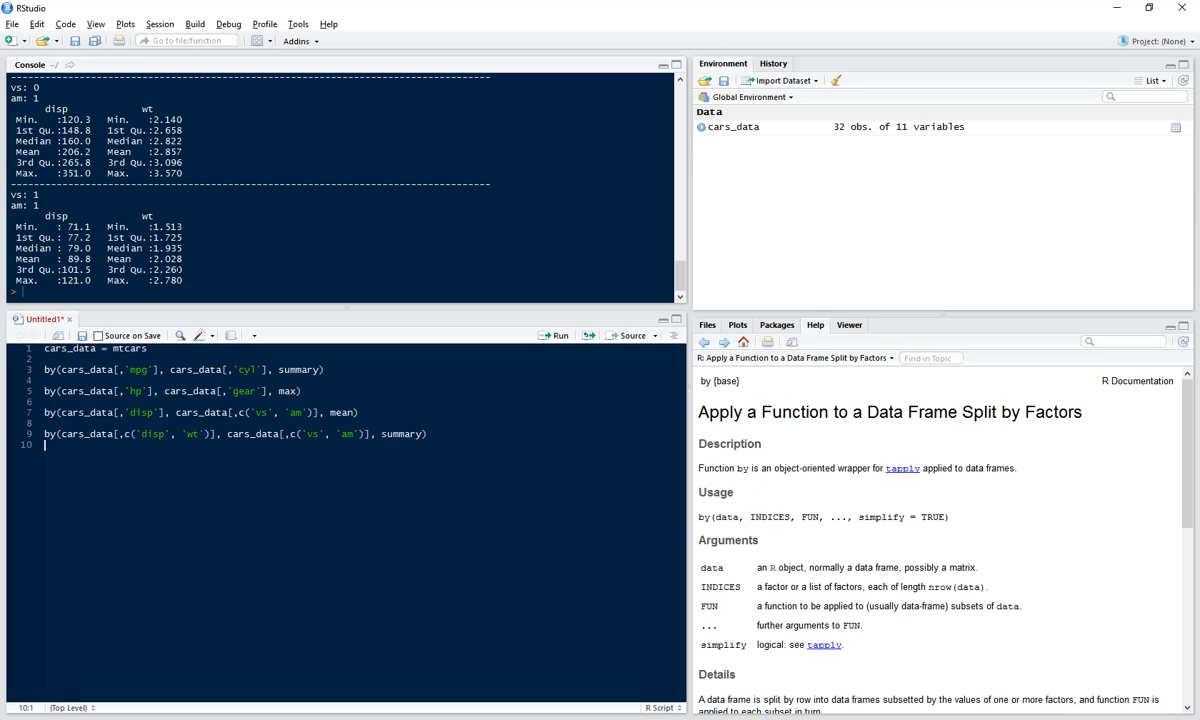 RStudio
File Edit Code View Plots Session Build Debug Profile Tools Help
Go to file/function Addins Project: (None)
Console ~/
--------------------------------------------------------------------------------
vs: 0
am: 1
disp wt
Min. :120.3 Min. :2.140
1st Qu.:148.8 1st Qu.:2.658
Median :160.0 Median :2.822
Mean :206.2 Mean :2.857
3rd Qu.:265.8 3rd Qu.:3.096
Max. :351.0 Max. :3.570
--------------------------------------------------------------------------------
vs: 1
am: 1
disp wt
Min. : 71.1 Min. :1.513
1st Qu.: 77.2 1st Qu.:1.725
Median : 79.0 Median :1.935
Mean : 89.8 Mean :2.028
3rd Qu.:101.5 3rd Qu.:2.260
Max. :121.0 Max. :2.780
>
Untitled1*
Source on Save Run Source
1 cars_data = mtcars
2
3 by(cars_data[,'mpg'], cars_data[,'cyl'], summary)
4
5 by(cars_data[,'hp'], cars_data[,'gear'], max)
6
7 by(cars_data[,'disp'], cars_data[,c('vs', 'am')], mean)
8
9 by(cars_data[,c('disp', 'wt')], cars_data[,c('vs', 'am')], summary)
10
10:1 (Top Level) R Script
Environment History
Import Dataset List
Global Environment
Data
cars_data 32 obs. of 11 variables
Files Plots Packages Help Viewer
R: Apply a Function to a Data Frame Split by Factors Find in Topic
by {base} R Documentation
Apply a Function to a Data Frame Split by Factors
Description
Function by is an object-oriented wrapper for tapply applied to data frames.
Usage
by(data, INDICES, FUN, ..., simplify = TRUE)
Arguments
data an R object, normally a data frame, possibly a matrix.
INDICES a factor or a list of factors, each of length nrow(data).
FUN a function to be applied to (usually data-frame) subsets of data.
... further arguments to FUN.
simplify logical: see tapply.
Details
A data frame is split by row into data frames subsetted by the values of one or more factors, and function FUN is
applied to each subset in turn.